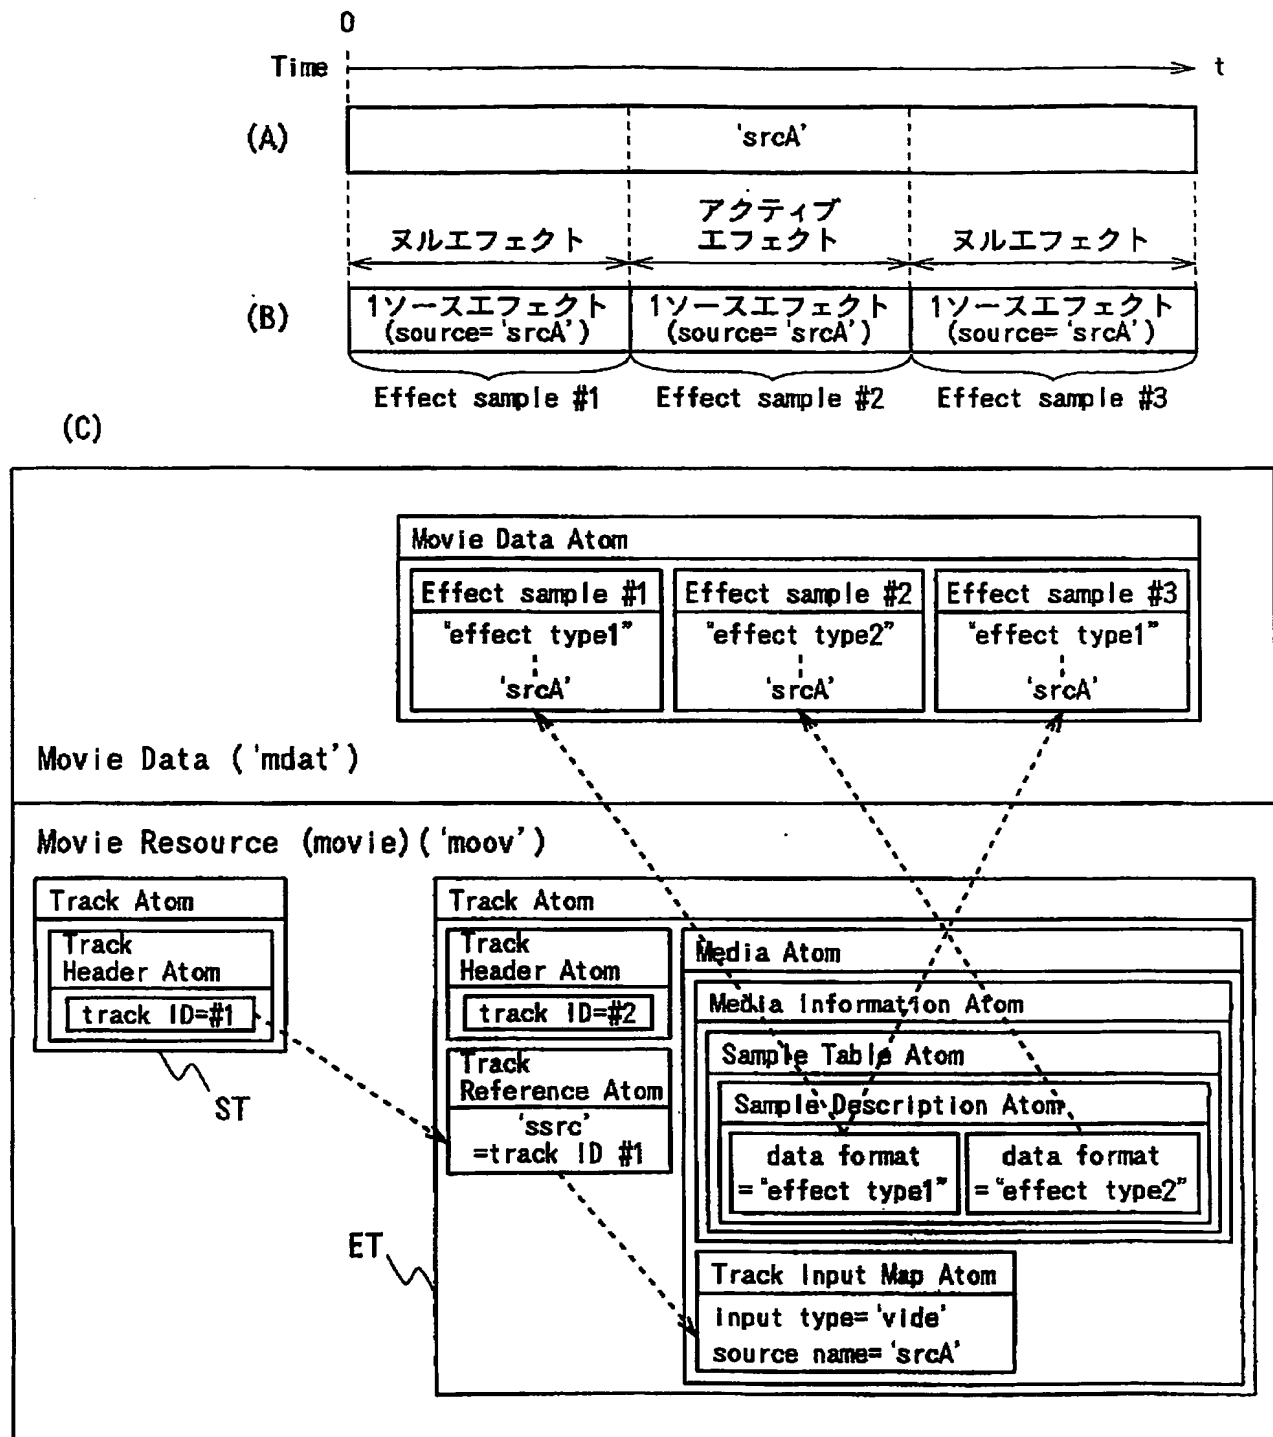 0
Time t
(A)
'srcA'
ヌルエフェクト
アクティブ
エフェクト
ヌルエフェクト
(B)
1ソースエフェクト
(source= 'srcA')
1ソースエフェクト
(source= 'srcA')
1ソースエフェクト
(source= 'srcA')
Effect sample #1
Effect sample #2
Effect sample #3
(C)
Movie Data Atom
Effect sample #1
"effect type1"
'srcA'
Effect sample #2
"effect type2"
'srcA'
Effect sample #3
"effect type1"
'srcA'
Movie Data ('mdat')
Movie Resource (movie)('moov')
Track Atom
Track
Header Atom
track ID=#1
ST
Track Atom
Track
Header Atom
track ID=#2
Track
Reference Atom
'ssrc'
=track ID #1
ET
Media Atom
Media Information Atom
Sample Table Atom
Sample Description Atom
data format
="effect type1"
data format
="effect type2"
Track Input Map Atom
input type='vide'
source name='srcA'